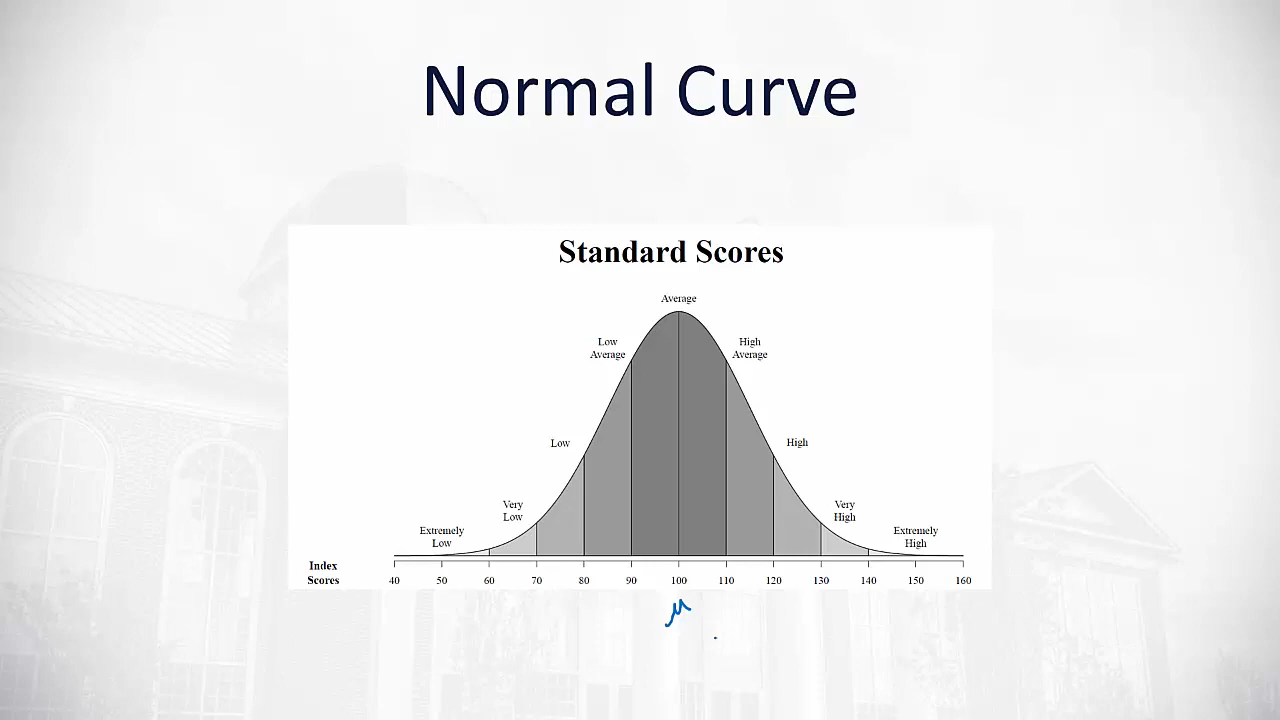 Normal Curve
Standard Scores
Average
Low
Average
High
Average
Low
High
Very
Low
Very
High
Extremely
Low
Extremely
High
Index
Scores
40 50 60 70 80 90 100 110 120 130 140 150 160
μ